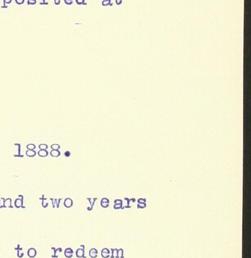 posited at
1888.
nd two years
to redeem